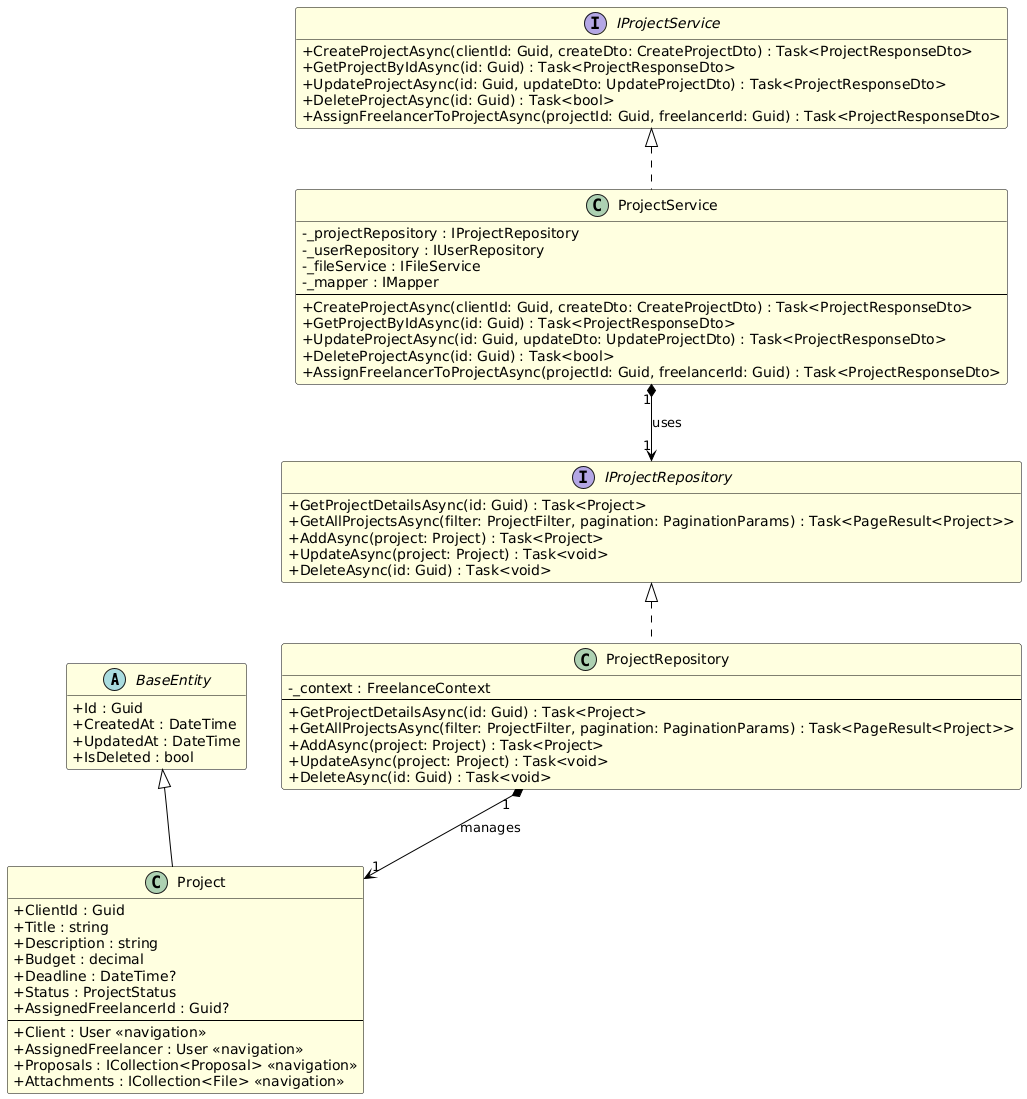 I IProjectService
+CreateProjectAsync(clientId: Guid, createDto: CreateProjectDto) : Task<ProjectResponseDto>
+GetProjectByIdAsync(id: Guid) : Task<ProjectResponseDto>
+UpdateProjectAsync(id: Guid, updateDto: UpdateProjectDto) : Task<ProjectResponseDto>
+DeleteProjectAsync(id: Guid) : Task<bool>
+AssignFreelancerToProjectAsync(projectId: Guid, freelancerId: Guid) : Task<ProjectResponseDto>
C ProjectService
-_projectRepository : IProjectRepository
-_userRepository : IUserRepository
-_fileService : IFileService
-_mapper : IMapper
+CreateProjectAsync(clientId: Guid, createDto: CreateProjectDto) : Task<ProjectResponseDto>
+GetProjectByIdAsync(id: Guid) : Task<ProjectResponseDto>
+UpdateProjectAsync(id: Guid, updateDto: UpdateProjectDto) : Task<ProjectResponseDto>
+DeleteProjectAsync(id: Guid) : Task<bool>
+AssignFreelancerToProjectAsync(projectId: Guid, freelancerId: Guid) : Task<ProjectResponseDto>
1
uses
1
I IProjectRepository
+GetProjectDetailsAsync(id: Guid) : Task<Project>
+GetAllProjectsAsync(filter: ProjectFilter, pagination: PaginationParams) : Task<PageResult<Project>>
+AddAsync(project: Project) : Task<Project>
+UpdateAsync(project: Project) : Task<void>
+DeleteAsync(id: Guid) : Task<void>
A BaseEntity
+Id : Guid
+CreatedAt : DateTime
+UpdatedAt : DateTime
+IsDeleted : bool
C ProjectRepository
-_context : FreelanceContext
+GetProjectDetailsAsync(id: Guid) : Task<Project>
+GetAllProjectsAsync(filter: ProjectFilter, pagination: PaginationParams) : Task<PageResult<Project>>
+AddAsync(project: Project) : Task<Project>
+UpdateAsync(project: Project) : Task<void>
+DeleteAsync(id: Guid) : Task<void>
1
manages
1
C Project
+ClientId : Guid
+Title : string
+Description : string
+Budget : decimal
+Deadline : DateTime?
+Status : ProjectStatus
+AssignedFreelancerId : Guid?
+Client : User «navigation»
+AssignedFreelancer : User «navigation»
+Proposals : ICollection<Proposal> «navigation»
+Attachments : ICollection<File> «navigation»